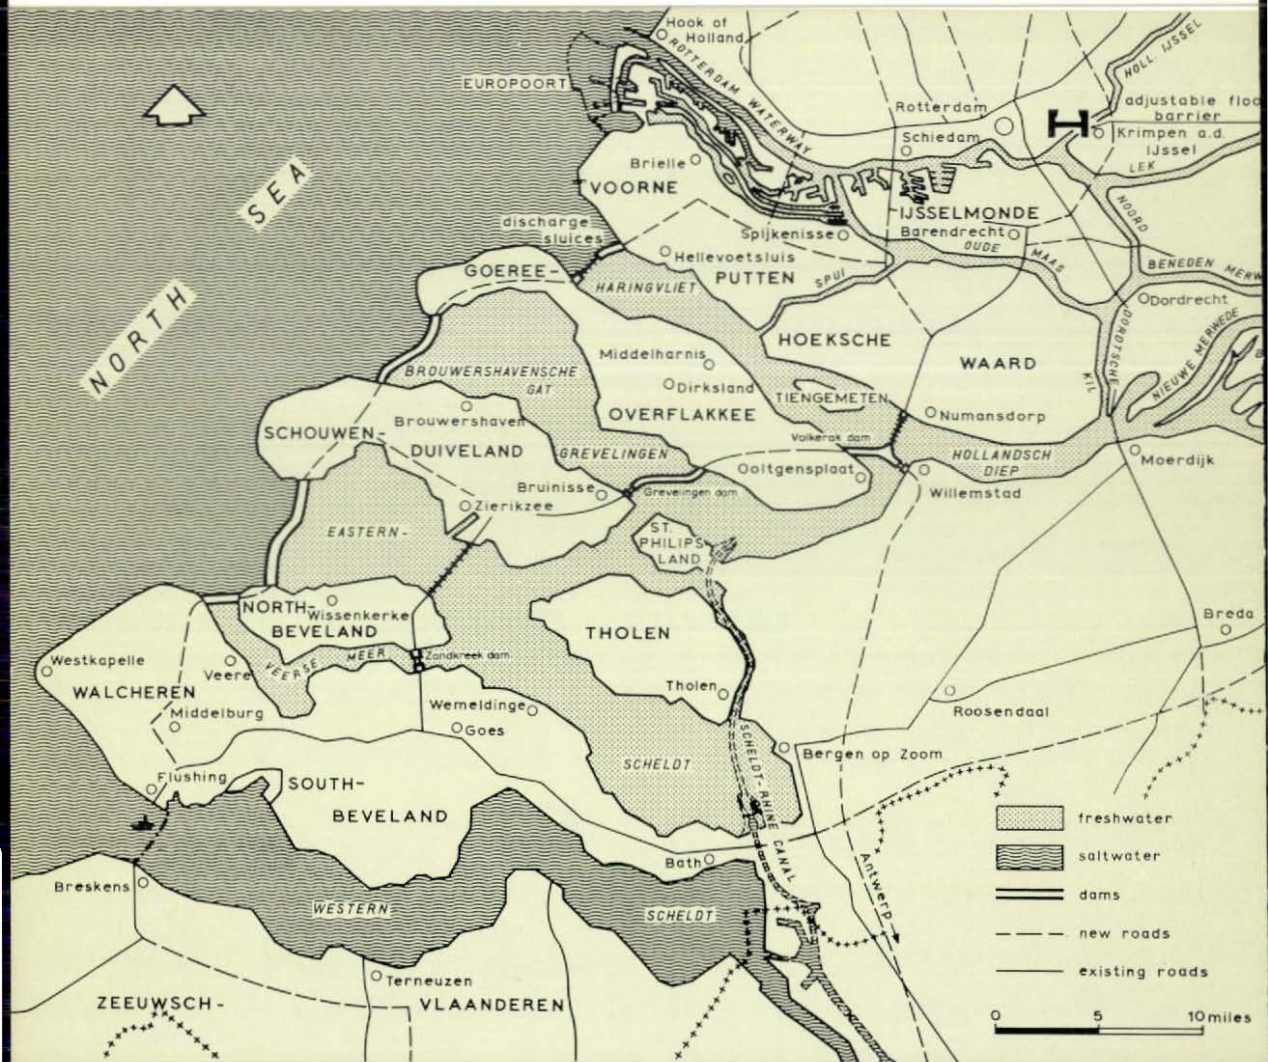 Hook of
Holland
ROTTERDAM WATERWAY
HOLL. IJSSEL
EUROPOORT
Rotterdam
adjustable floo
barrier
Schiedam
Krimpen a.d.
IJssel
LEK
Brielle
VOORNE
NOORD
IJSSELMONDE
SEA
discharge
sluices
Spijkenisse
Barendrecht
OUDE MAAS
Hellevoetsluis
BENEDEN MERW
GOEREE-
PUTTEN
SPUI
HARINGVLIET
Dordrecht
NORTH
HOEKSCHE
DORDTSCHE
KIL
NIEUWE MERWEDE
Middelharnis
WAARD
BROUWERSHAVENSCHE
GAT
Dirksland
TIENGEMETEN
OVERFLAKKEE
Numansdorp
Brouwershaven
SCHOUWEN-
Volkerak dam
DUIVELAND
GREVELINGEN
HOLLANDSCH
DIEP
Moerdijk
Ooltgensplaat
Bruinisse
Grevelingen dam
Willemstad
Zierikzee
EASTERN-
ST.
PHILIPS
LAND
NORTH-
Wissenkerke
BEVELAND
Breda
THOLEN
Westkapelle
VEERSE MEER
Zandkreek dam
Veere
WALCHEREN
Tholen
Middelburg
Wemeldinge
Roosendaal
Goes
SCHELDT-RHINE CANAL
Bergen op Zoom
SCHELDT
Flushing
SOUTH-
BEVELAND
freshwater
Bath
saltwater
Breskens
Antwerp
dams
WESTERN-
SCHELDT
new roads
Terneuzen
existing roads
ZEEUWSCH-
VLAANDEREN
0 5 10 miles